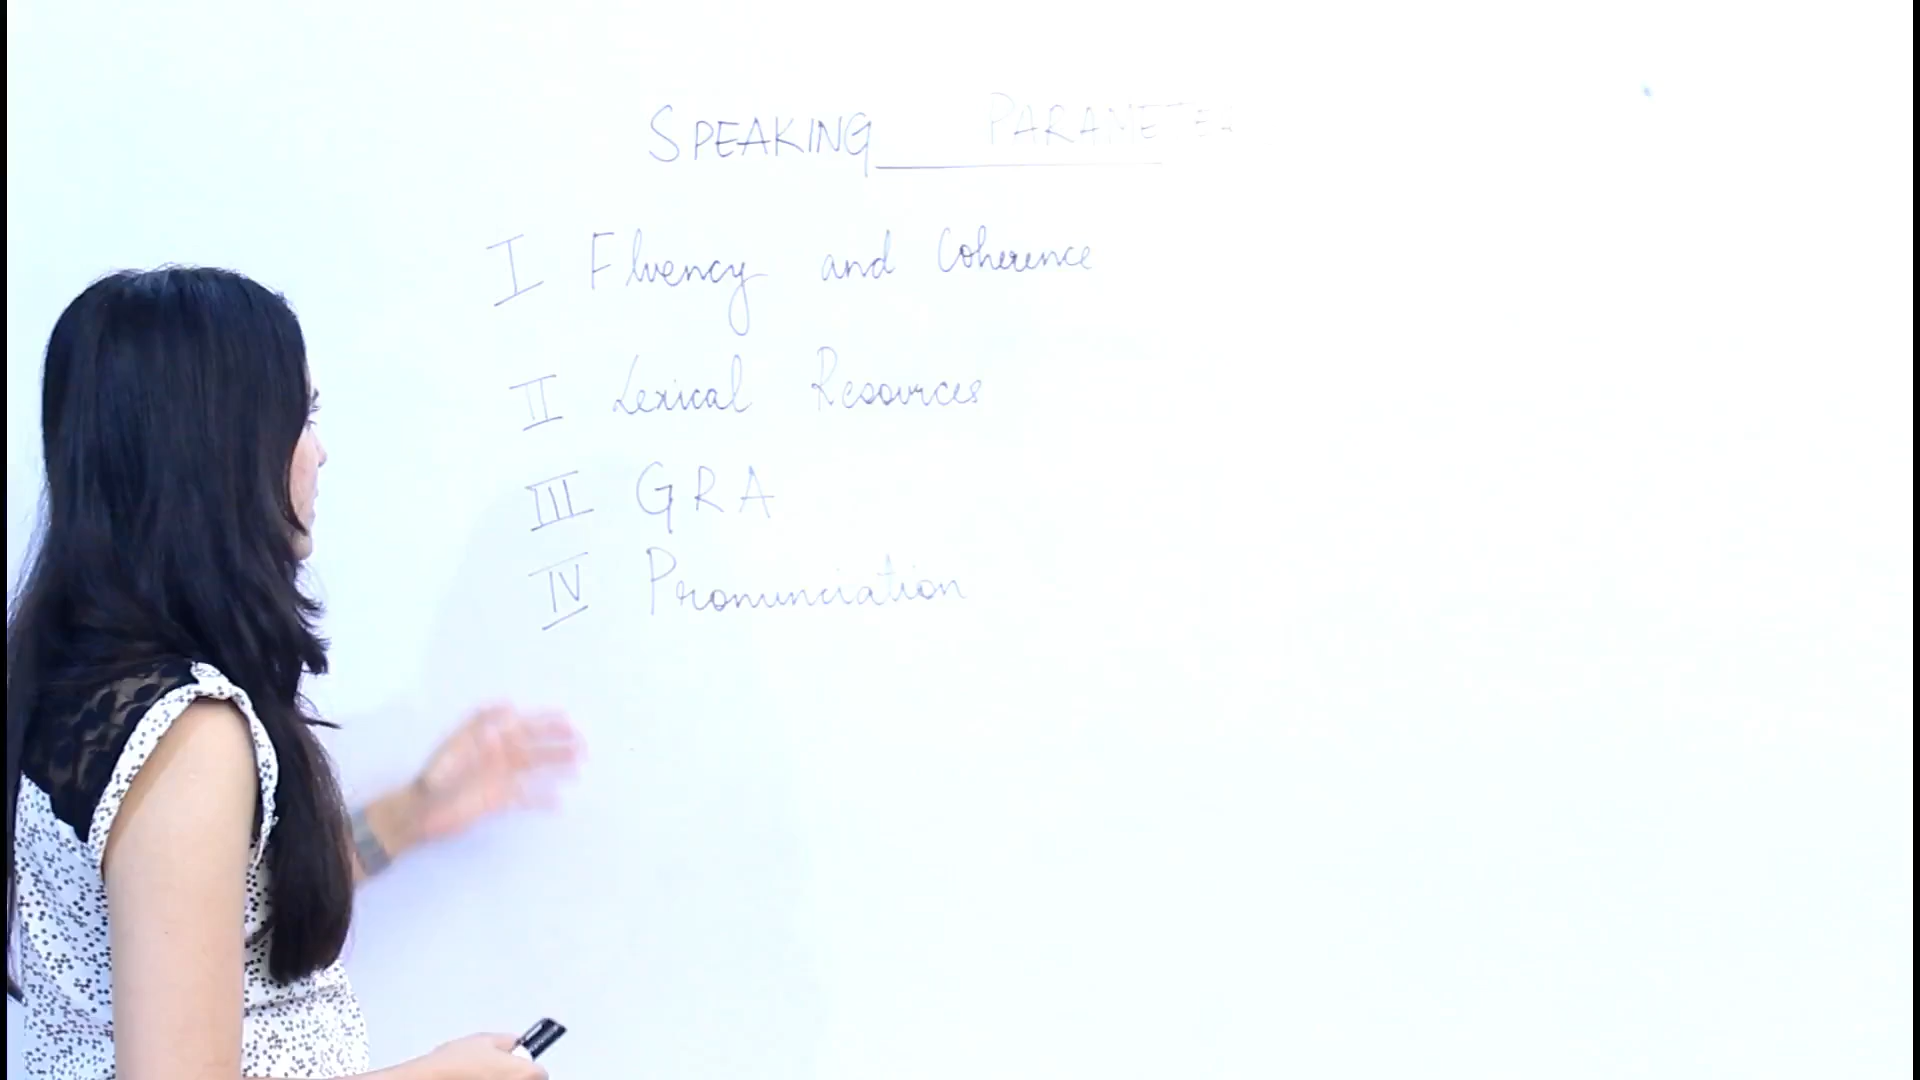 SPEAKING PARAMETER
I Fluency and Coherence
II Lexical Resources
III GRA
IV Pronunciation